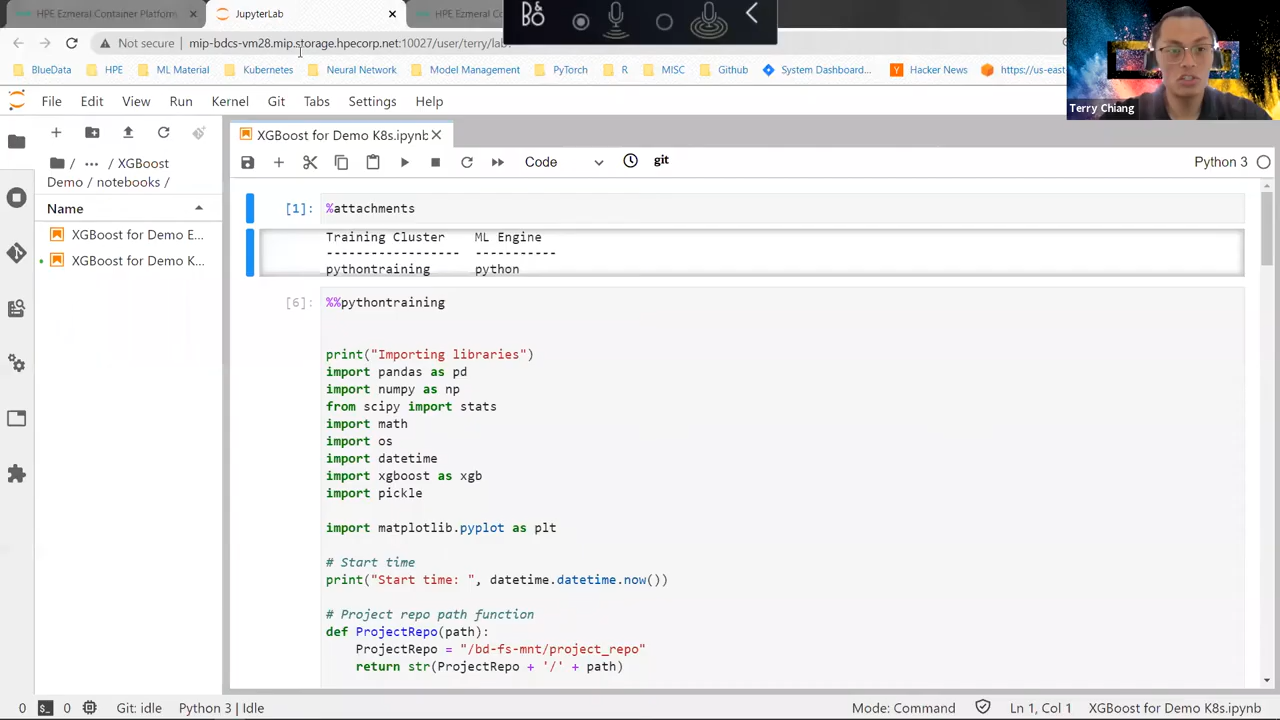 HPE Ezmeral Container Platform
JupyterLab
HPE Ezmeral Co
B&O
Not secure
mip-bdcs-vm28.mip.storage.hpecorp.net:10027/user/terry/lab
BlueData
HPE
ML Material
Kubernetes
Neural Network
Model Management
PyTorch
R
MISC
Github
System Dashboard...
Hacker News
https://us-east
Terry Chiang
File
Edit
View
Run
Kernel
Git
Tabs
Settings
Help
XGBoost for Demo K8s.ipynb
/ ... / XGBoost
Demo / notebooks /
Code
git
Python 3
Name
XGBoost for Demo E...
XGBoost for Demo K...
[1]: %attachments
Training Cluster ML Engine
------------------ -----------
pythontraining python
[6]: %%pythontraining
print("Importing libraries")
import pandas as pd
import numpy as np
from scipy import stats
import math
import os
import datetime
import xgboost as xgb
import pickle
import matplotlib.pyplot as plt
# Start time
print("Start time: ", datetime.datetime.now())
# Project repo path function
def ProjectRepo(path):
ProjectRepo = "/bd-fs-mnt/project_repo"
return str(ProjectRepo + '/' + path)
0
$_
0
Git: idle
Python 3 | Idle
Mode: Command
Ln 1, Col 1
XGBoost for Demo K8s.ipynb